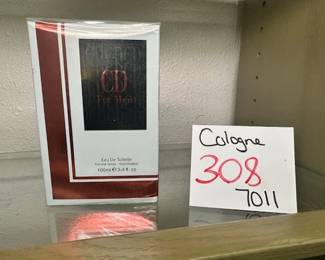 CD
For Men
Eau De Toilette
100ml e 3.4 fl. oz
Cologne
308
7011